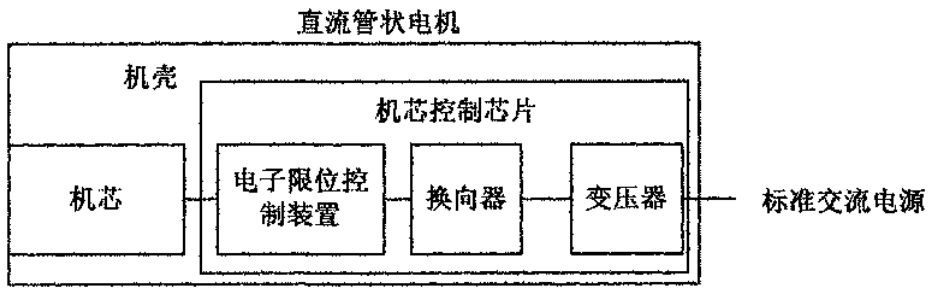 直流管状电机
机壳
机芯控制芯片
机芯
电子限位控
制装置
换向器
变压器
标准交流电源